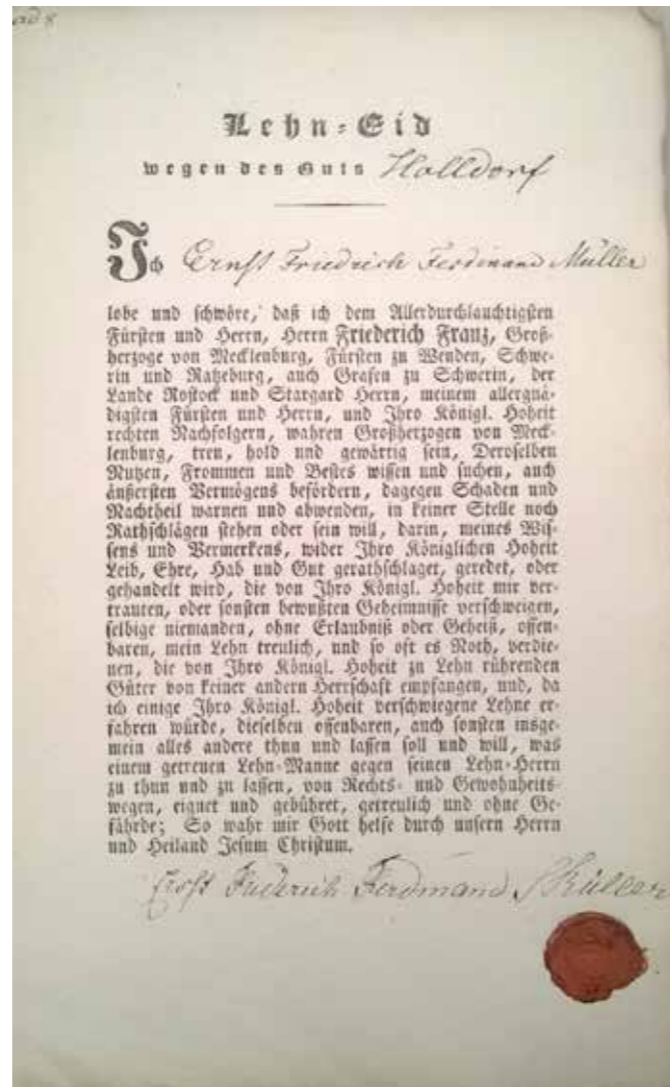 ad 8
Lehn-Eid
wegen des Guts Holldorf
Ich Ernst Friedrich Ferdinand Müller
lobe und schwöre, daß ich dem Allerdurchlauchtigsten
Fürsten und Herrn, Herrn Friederich Franz, Groß-
herzoge von Mecklenburg, Fürsten zu Wenden, Schwe-
rin und Ratzeburg, auch Grafen zu Schwerin, der
Lande Rostock und Stargard Herrn, meinem allergnä-
digsten Fürsten und Herrn, und Ihro Königl. Hoheit
rechten Nachfolgern, wahren Großherzogen von Meck-
lenburg, treu, hold und gewärtig sein, Deroselben
Nutzen, Frommen und Bestes wissen und suchen, auch
äußersten Vermögens befördern, dagegen Schaden und
Nachtheil warnen und abwenden, in keiner Stelle noch
Rathschlägen stehen oder sein will, darin, meines Wis-
sens und Vermerkens, wider Ihro Königlichen Hoheit
Leib, Ehre, Hab und Gut gerathschlaget, geredet, oder
gehandelt wird, die von Ihro Königl. Hoheit mir ver-
trauten, oder sonsten bewußten Geheimnisse verschweigen,
selbige niemanden, ohne Erlaubniß oder Geheiß, offen-
baren, mein Lehn treulich, und so oft es Noth, verdie-
nen, die von Ihro Königl. Hoheit zu Lehn rührenden
Güter von keiner andern Herrschaft empfangen, und, da
ich einige Ihro Königl. Hoheit verschwiegene Lehne er-
fahren würde, dieselben offenbaren, auch sonsten insge-
mein alles andere thun und lassen soll und will, was
einem getreuen Lehn-Manne gegen seinen Lehn-Herrn
zu thun und zu lassen, von Rechts- und Gewohnheits-
wegen, eignet und gebühret, getreulich und ohne Ge-
fährde; So wahr mir Gott helfe durch unsern Herrn
und Heiland Jesum Christum.
Ernst Friederich Ferdinand Müller